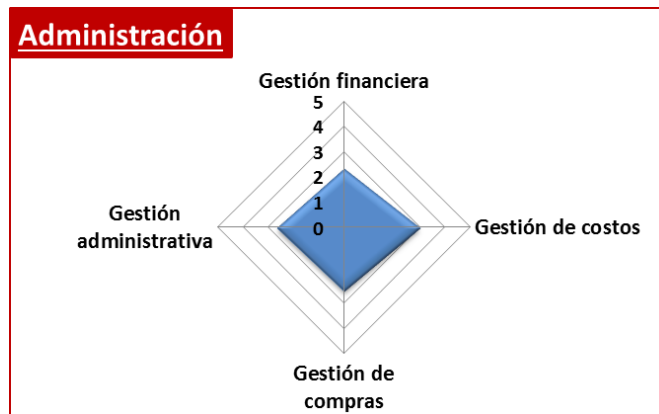 Administración
Gestión financiera
5
4
3
2
1
0
Gestión
administrativa
Gestión de costos
Gestión de
compras